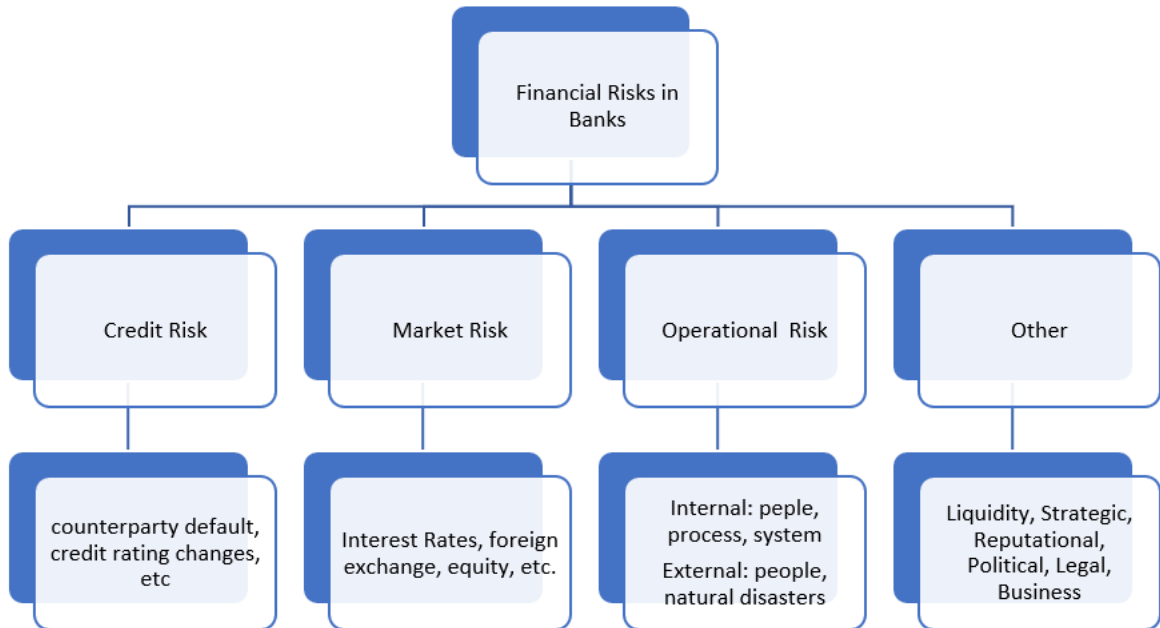 Financial Risks in
Banks
Credit Risk
Market Risk
Operational Risk
Other
counterparty default,
credit rating changes,
etc
Interest Rates, foreign
exchange, equity, etc.
Internal: peple,
process, system
External: people,
natural disasters
Liquidity, Strategic,
Reputational,
Political, Legal,
Business